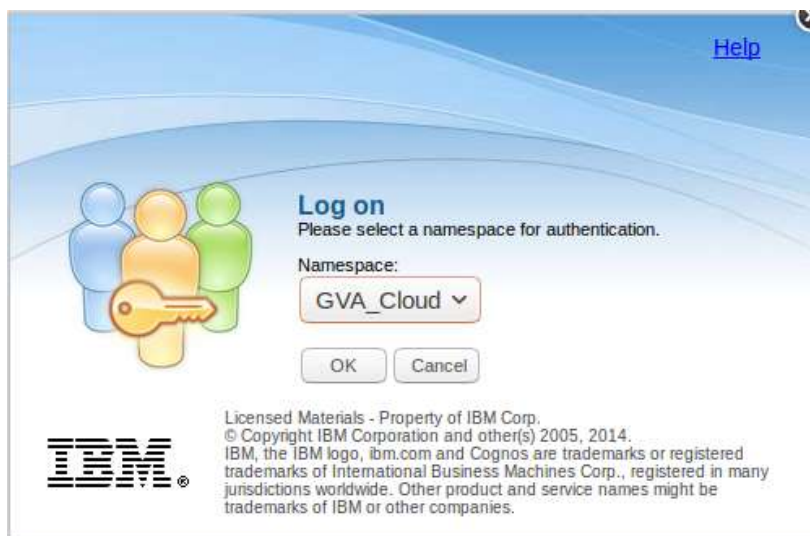 Help
Log on
Please select a namespace for authentication.
Namespace:
GVA_Cloud
OK Cancel
Licensed Materials - Property of IBM Corp.
© Copyright IBM Corporation and other(s) 2005, 2014.
IBM, the IBM logo, ibm.com and Cognos are trademarks or registered
trademarks of International Business Machines Corp., registered in many
jurisdictions worldwide. Other product and service names might be
trademarks of IBM or other companies.
IBM®